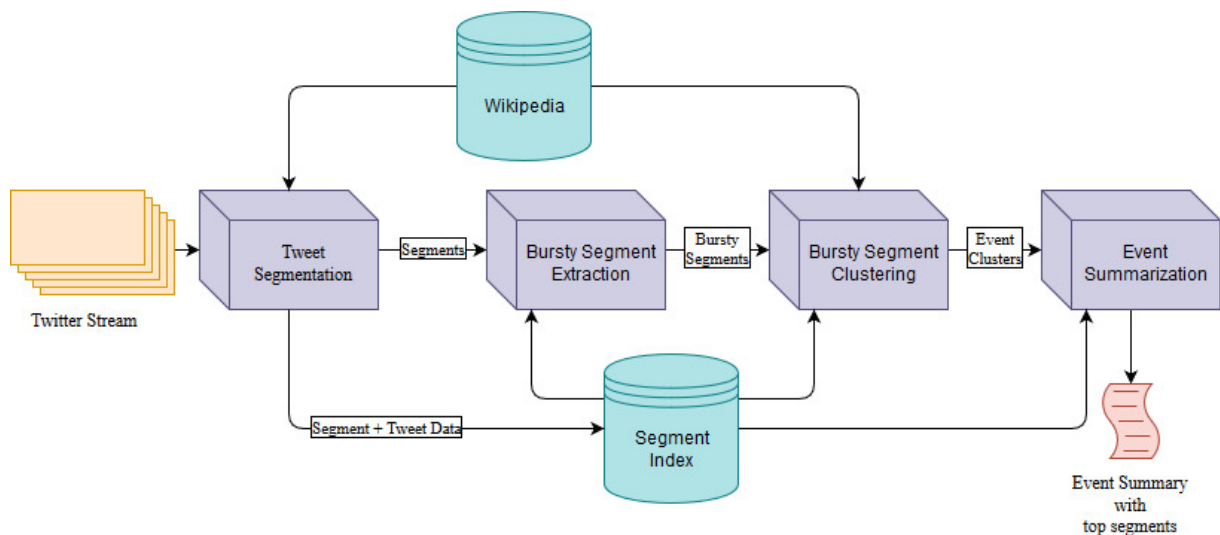 Wikipedia
Twitter Stream
Tweet
Segmentation
Segments
Bursty Segment
Extraction
Bursty
Segments
Bursty Segment
Clustering
Event
Clusters
Event
Summarization
Segment + Tweet Data
Segment
Index
Event Summary
with
top segments